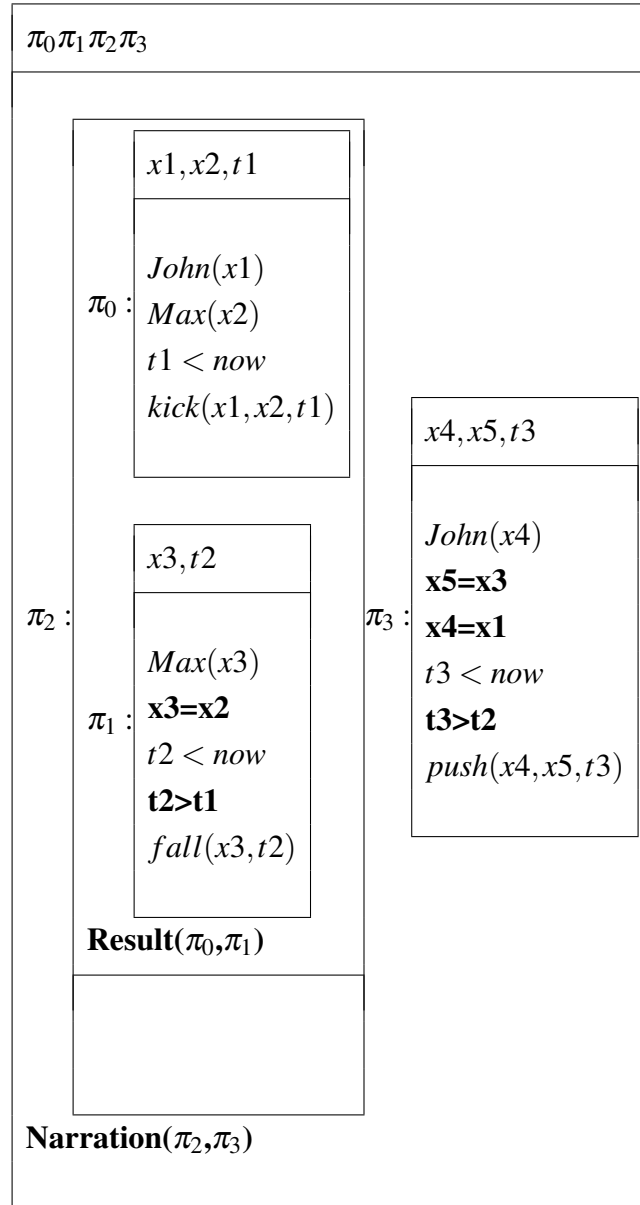 π₀π₁π₂π₃
π₂ :
π₀ :
x1,x2,t1
John(x1)
Max(x2)
t1 < now
kick(x1,x2,t1)
π₁ :
x3,t2
Max(x3)
x3=x2
t2 < now
t2>t1
fall(x3,t2)
Result(π₀,π₁)
π₃ :
x4,x5,t3
John(x4)
x5=x3
x4=x1
t3 < now
t3>t2
push(x4,x5,t3)
Narration(π₂,π₃)